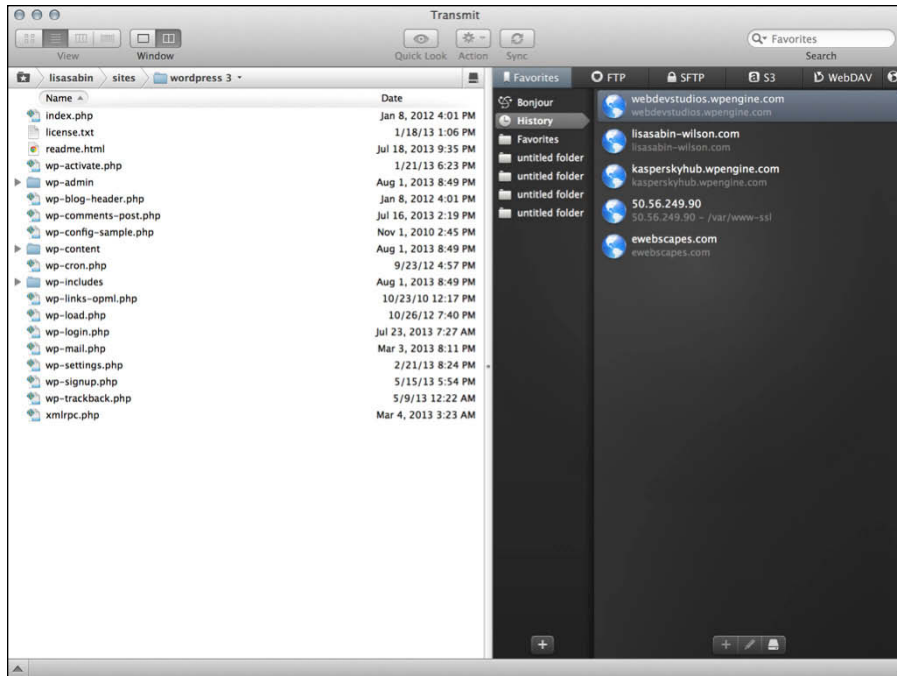 Transmit
View Window Quick Look Action Sync Favorites Search
lisasabin sites wordpress 3
Name Date
index.php Jan 8, 2012 4:01 PM
license.txt 1/18/13 1:06 PM
readme.html Jul 18, 2013 9:35 PM
wp-activate.php 1/21/13 6:23 PM
wp-admin Aug 1, 2013 8:49 PM
wp-blog-header.php Jan 8, 2012 4:01 PM
wp-comments-post.php Jul 16, 2013 2:19 PM
wp-config-sample.php Nov 1, 2010 2:45 PM
wp-content Aug 1, 2013 8:49 PM
wp-cron.php 9/23/12 4:57 PM
wp-includes Aug 1, 2013 8:49 PM
wp-links-opml.php 10/23/10 12:17 PM
wp-load.php 10/26/12 7:40 PM
wp-login.php Jul 23, 2013 7:27 AM
wp-mail.php Mar 3, 2013 8:11 PM
wp-settings.php 2/21/13 8:24 PM
wp-signup.php 5/15/13 5:54 PM
wp-trackback.php 5/9/13 12:22 AM
xmlrpc.php Mar 4, 2013 3:23 AM
Favorites FTP SFTP S3 WebDAV
Bonjour
History
Favorites
untitled folder
untitled folder
untitled folder
untitled folder
webdevstudios.wpengine.com
webdevstudios.wpengine.com
lisasabin-wilson.com
lisasabin-wilson.com
kasperskyhub.wpengine.com
kasperskyhub.wpengine.com
50.56.249.90
50.56.249.90 – /var/www-ssl
ewebscapes.com
ewebscapes.com